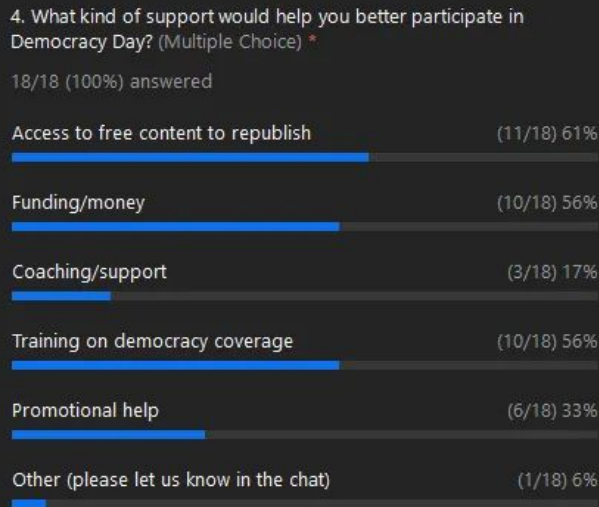 4. What kind of support would help you better participate in
Democracy Day? (Multiple Choice) *
18/18 (100%) answered
Access to free content to republish (11/18) 61%
Funding/money (10/18) 56%
Coaching/support (3/18) 17%
Training on democracy coverage (10/18) 56%
Promotional help (6/18) 33%
Other (please let us know in the chat) (1/18) 6%